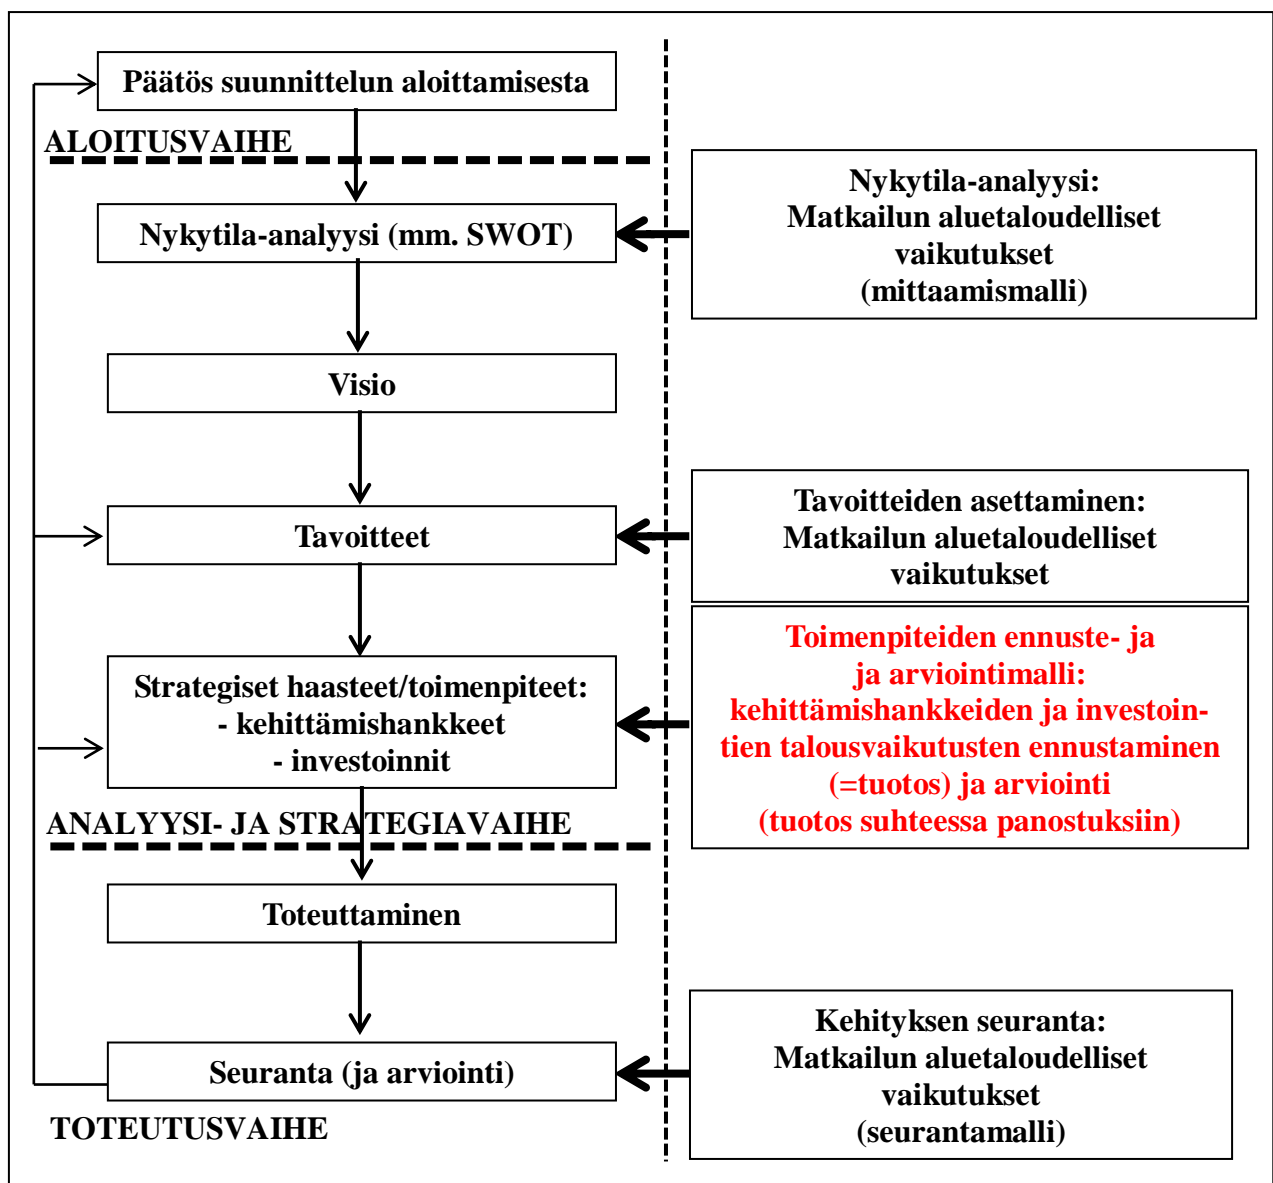 Päätös suunnittelun aloittamisesta
ALOITUSVAIHE
Nykytila-analyysi (mm. SWOT)
Visio
Tavoitteet
Strategiset haasteet/toimenpiteet:
- kehittämishankkeet
- investoinnit
ANALYYSI- JA STRATEGIAVAIHE
Toteuttaminen
Seuranta (ja arviointi)
TOTEUTUSVAIHE
Nykytila-analyysi:
Matkailun aluetaloudelliset
vaikutukset
(mittaamismalli)
Tavoitteiden asettaminen:
Matkailun aluetaloudelliset
vaikutukset
Toimenpiteiden ennuste- ja
ja arviointimalli:
kehittämishankkeiden ja investoin-
tien talousvaikutusten ennustaminen
(=tuotos) ja arviointi
(tuotos suhteessa panostuksiin)
Kehityksen seuranta:
Matkailun aluetaloudelliset
vaikutukset
(seurantamalli)